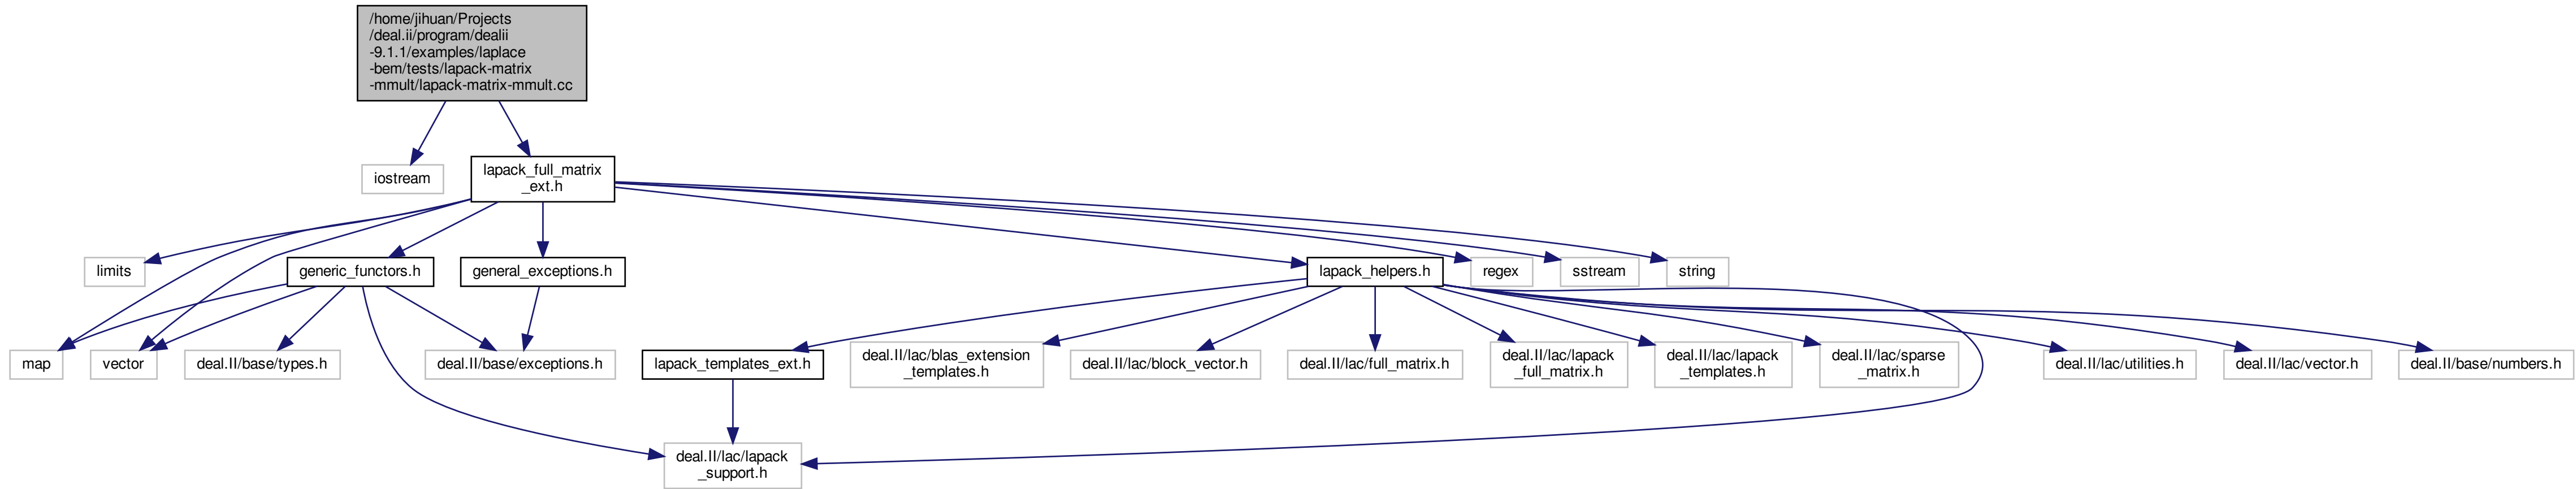 /home/jihuan/Projects
/deal.ii/program/dealii
-9.1.1/examples/laplace
-bem/tests/lapack-matrix
-mmult/lapack-matrix-mmult.cc
iostream
lapack_full_matrix
_ext.h
limits
generic_functors.h
general_exceptions.h
lapack_helpers.h
regex
sstream
string
map
vector
deal.II/base/types.h
deal.II/base/exceptions.h
lapack_templates_ext.h
deal.II/lac/blas_extension
_templates.h
deal.II/lac/block_vector.h
deal.II/lac/full_matrix.h
deal.II/lac/lapack
_full_matrix.h
deal.II/lac/lapack
_templates.h
deal.II/lac/sparse
_matrix.h
deal.II/lac/utilities.h
deal.II/lac/vector.h
deal.II/base/numbers.h
deal.II/lac/lapack
_support.h